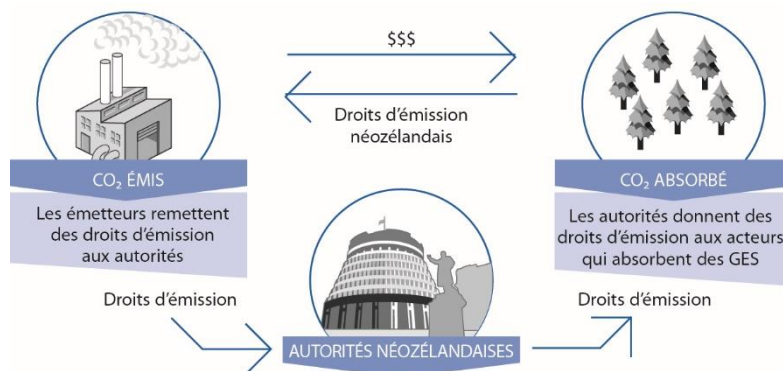 $$$
Droits d'émission
néozélandais
CO₂ ÉMIS
Les émetteurs remettent
des droits d'émission
aux autorités
CO₂ ABSORBÉ
Les autorités donnent des
droits d'émission aux acteurs
qui absorbent des GES
Droits d'émission
Droits d'émission
AUTORITÉS NÉOZÉLANDAISES